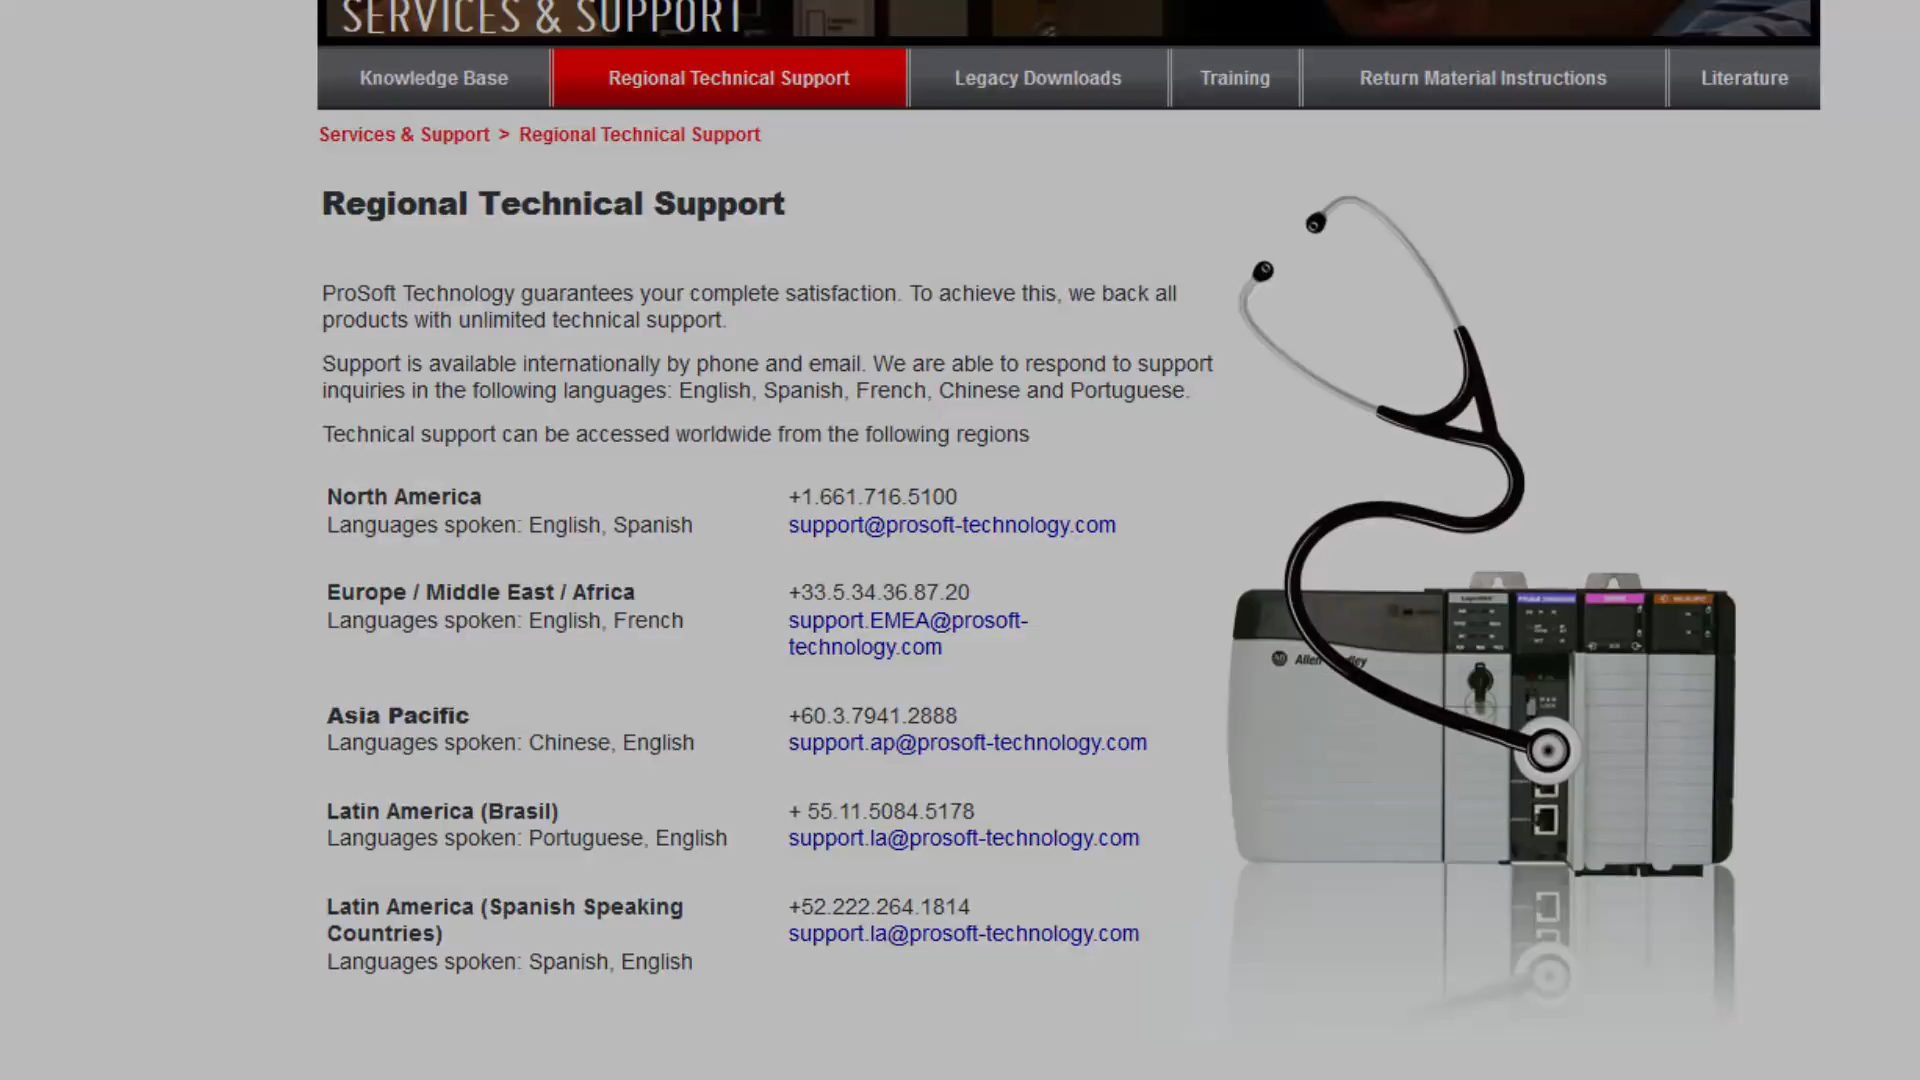 SERVICES & SUPPORT
Knowledge Base
Regional Technical Support
Legacy Downloads
Training
Return Material Instructions
Literature
Services & Support > Regional Technical Support
Regional Technical Support
ProSoft Technology guarantees your complete satisfaction. To achieve this, we back all
products with unlimited technical support.
Support is available internationally by phone and email. We are able to respond to support
inquiries in the following languages: English, Spanish, French, Chinese and Portuguese.
Technical support can be accessed worldwide from the following regions
North America
+1.661.716.5100
Languages spoken: English, Spanish
support@prosoft-technology.com
Europe / Middle East / Africa
+33.5.34.36.87.20
Languages spoken: English, French
support.EMEA@prosoft-
technology.com
Asia Pacific
+60.3.7941.2888
Languages spoken: Chinese, English
support.ap@prosoft-technology.com
Latin America (Brasil)
+ 55.11.5084.5178
Languages spoken: Portuguese, English
support.la@prosoft-technology.com
Latin America (Spanish Speaking
Countries)
+52.222.264.1814
Languages spoken: Spanish, English
support.la@prosoft-technology.com